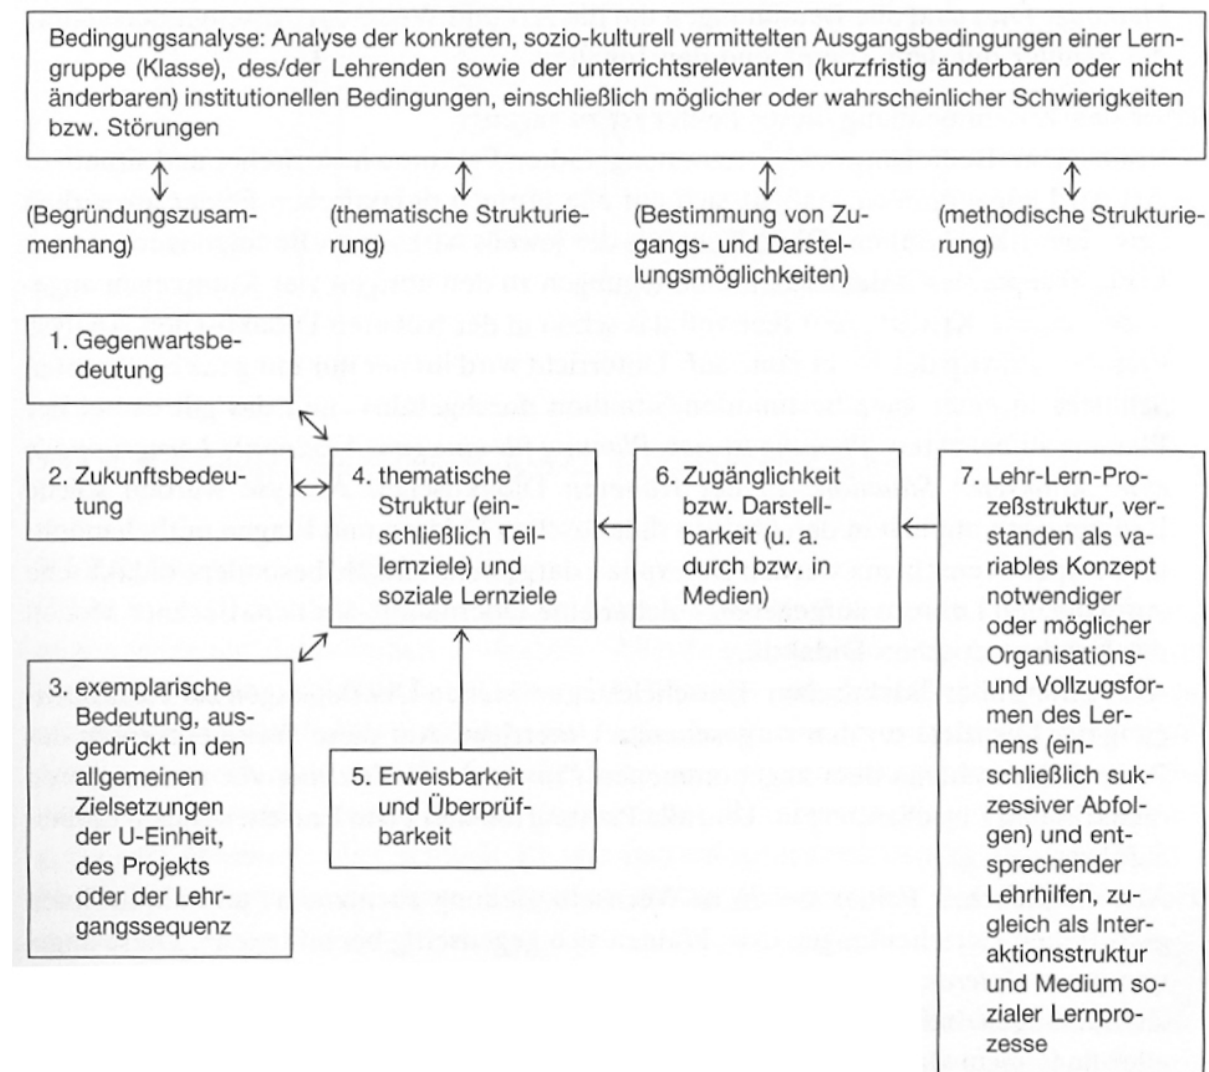 Bedingungsanalyse: Analyse der konkreten, sozio-kulturell vermittelten Ausgangsbedingungen einer Lern-
gruppe (Klasse), des/der Lehrenden sowie der unterrichtsrelevanten (kurzfristig änderbaren oder nicht
änderbaren) institutionellen Bedingungen, einschließlich möglicher oder wahrscheinlicher Schwierigkeiten
bzw. Störungen
(Begründungszusam-
menhang)
(thematische Strukturie-
rung)
(Bestimmung von Zu-
gangs- und Darstel-
lungsmöglichkeiten)
(methodische Strukturie-
rung)
1. Gegenwartsbe-
deutung
2. Zukunftsbedeu-
tung
3. exemplarische
Bedeutung, aus-
gedrückt in den
allgemeinen
Zielsetzungen
der U-Einheit,
des Projekts
oder der Lehr-
gangssequenz
4. thematische
Struktur (ein-
schließlich Teil-
lernziele) und
soziale Lernziele
5. Erweisbarkeit
und Überprüf-
barkeit
6. Zugänglichkeit
bzw. Darstell-
barkeit (u. a.
durch bzw. in
Medien)
7. Lehr-Lern-Pro-
zeßstruktur, ver-
standen als va-
riables Konzept
notwendiger
oder möglicher
Organisations-
und Vollzugsfor-
men des Ler-
nens (ein-
schließlich suk-
zessiver Abfol-
gen) und ent-
sprechender
Lehrhilfen, zu-
gleich als Inter-
aktionsstruktur
und Medium so-
zialer Lernpro-
zesse